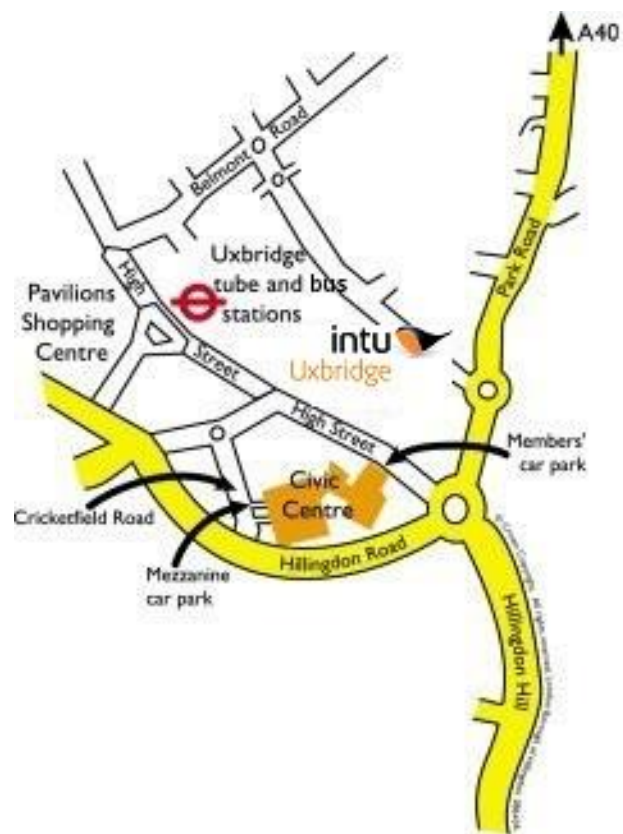 A40
Belmont Road
Park Road
High
Street
Uxbridge
tube and bus
stations
Pavilions
Shopping
Centre
intu
Uxbridge
High Street
Members'
car park
Civic
Centre
Cricketfield Road
Mezzanine
car park
Hillingdon Road
Hillingdon Hill